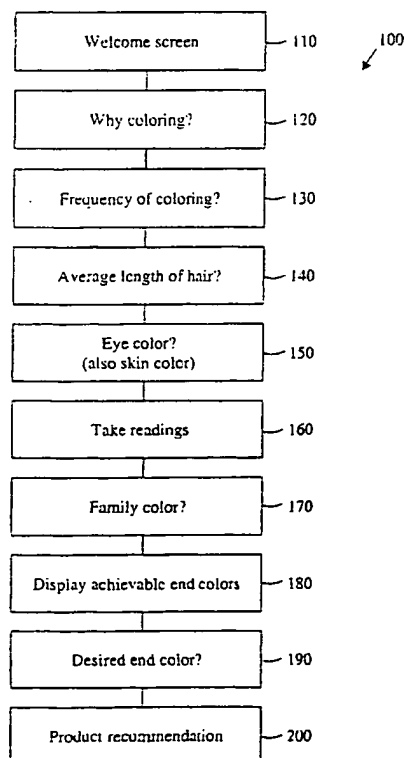 Welcome screen 110
100
Why coloring? 120
Frequency of coloring? 130
Average length of hair? 140
Eye color?
(also skin color) 150
Take readings 160
Family color? 170
Display achievable end colors 180
Desired end color? 190
Product recommendation 200